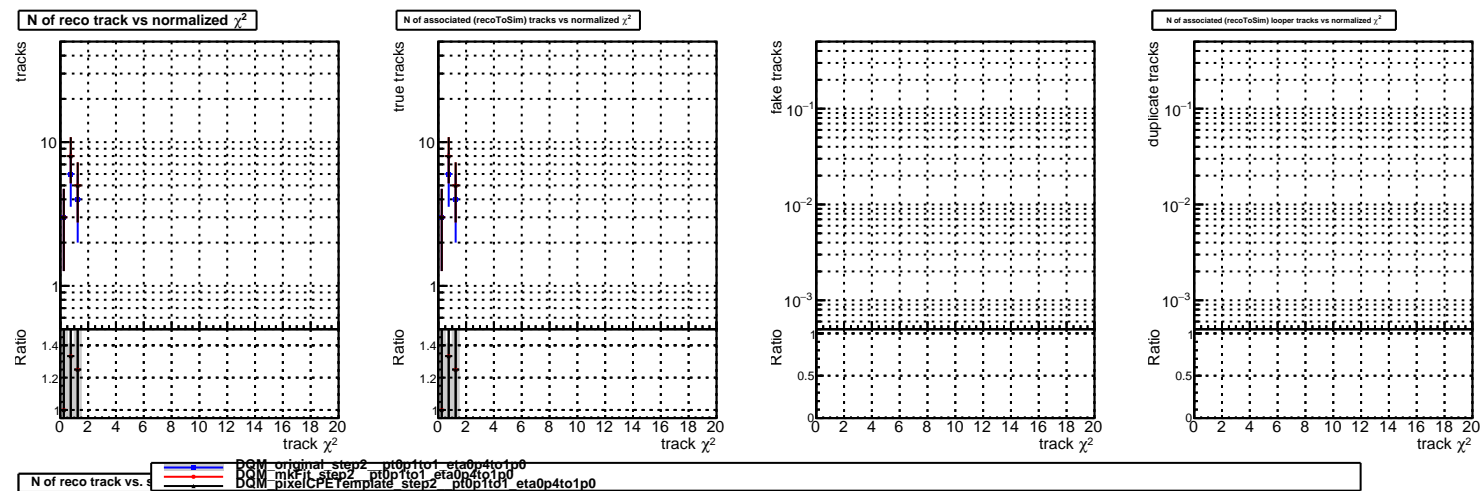 N of reco track vs normalized χ²
N of associated (recoToSim) tracks vs normalized χ²
N of associated (recoToSim) looper tracks vs normalized χ²
tracks
10
1
Ratio
1.4
1.2
1
0 2 4 6 8 10 12 14 16 18 20
track χ²
true tracks
10
1
Ratio
1.4
1.2
1
0 2 4 6 8 10 12 14 16 18 20
track χ²
fake tracks
10⁻¹
10⁻²
10⁻³
Ratio
1
0.5
0
0 2 4 6 8 10 12 14 16 18 20
track χ²
duplicate tracks
10⁻¹
10⁻²
10⁻³
Ratio
1
0.5
0
0 2 4 6 8 10 12 14 16 18 20
track χ²
DQM_original_step2__pt0p1to1_eta0p4to1p0
DQM_mkFit_step2__pt0p1to1_eta0p4to1p0
DQM_pixelCPETemplate_step2__pt0p1to1_eta0p4to1p0
N of reco track vs.